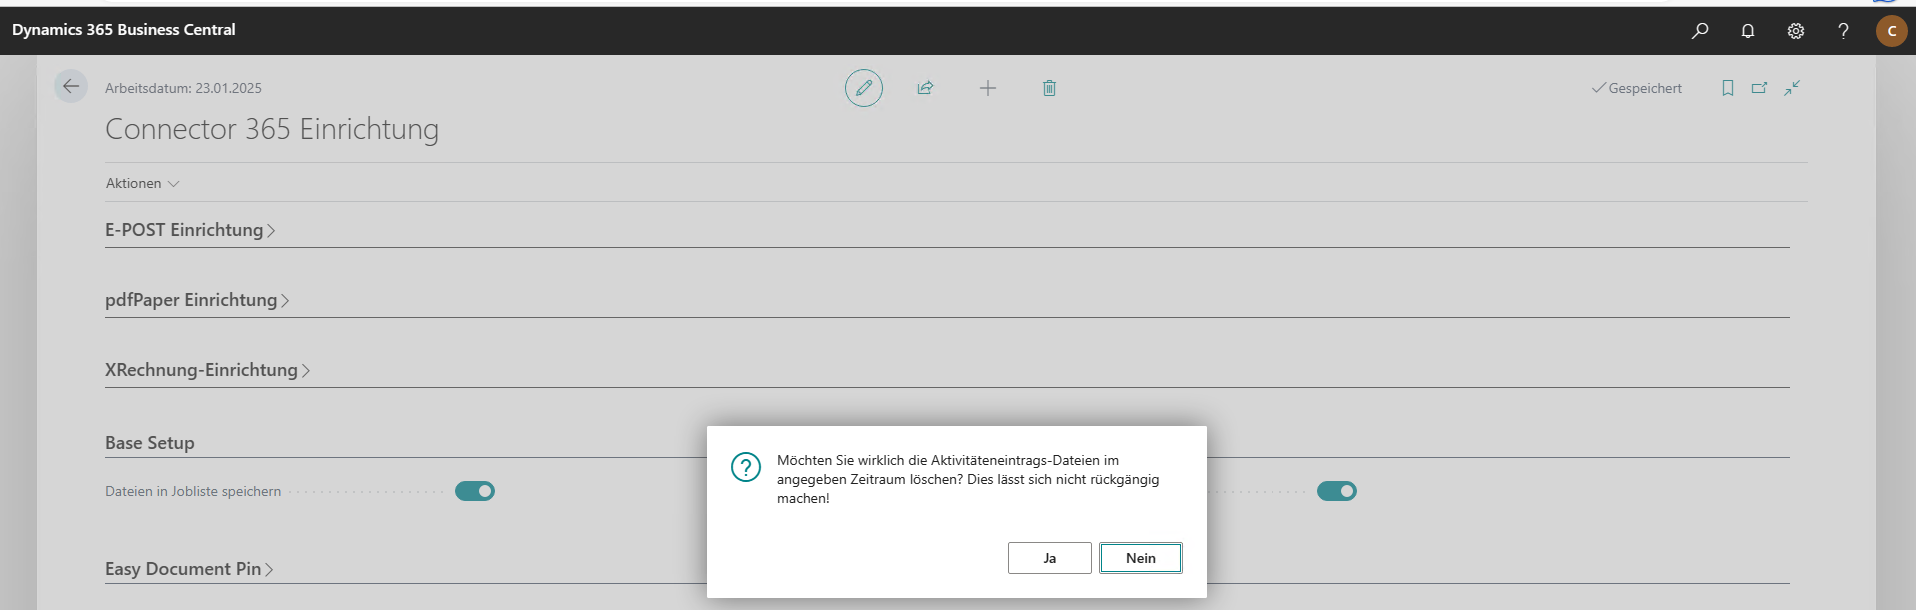 Dynamics 365 Business Central
?
C
Arbeitsdatum: 23.01.2025
Gespeichert
Connector 365 Einrichtung
Aktionen
E-POST Einrichtung
pdfPaper Einrichtung
XRechnung-Einrichtung
Base Setup
Dateien in Jobliste speichern
?
Möchten Sie wirklich die Aktivitäteneintrags-Dateien im
angegeben Zeitraum löschen? Dies lässt sich nicht rückgängig
machen!
Ja
Nein
Easy Document Pin